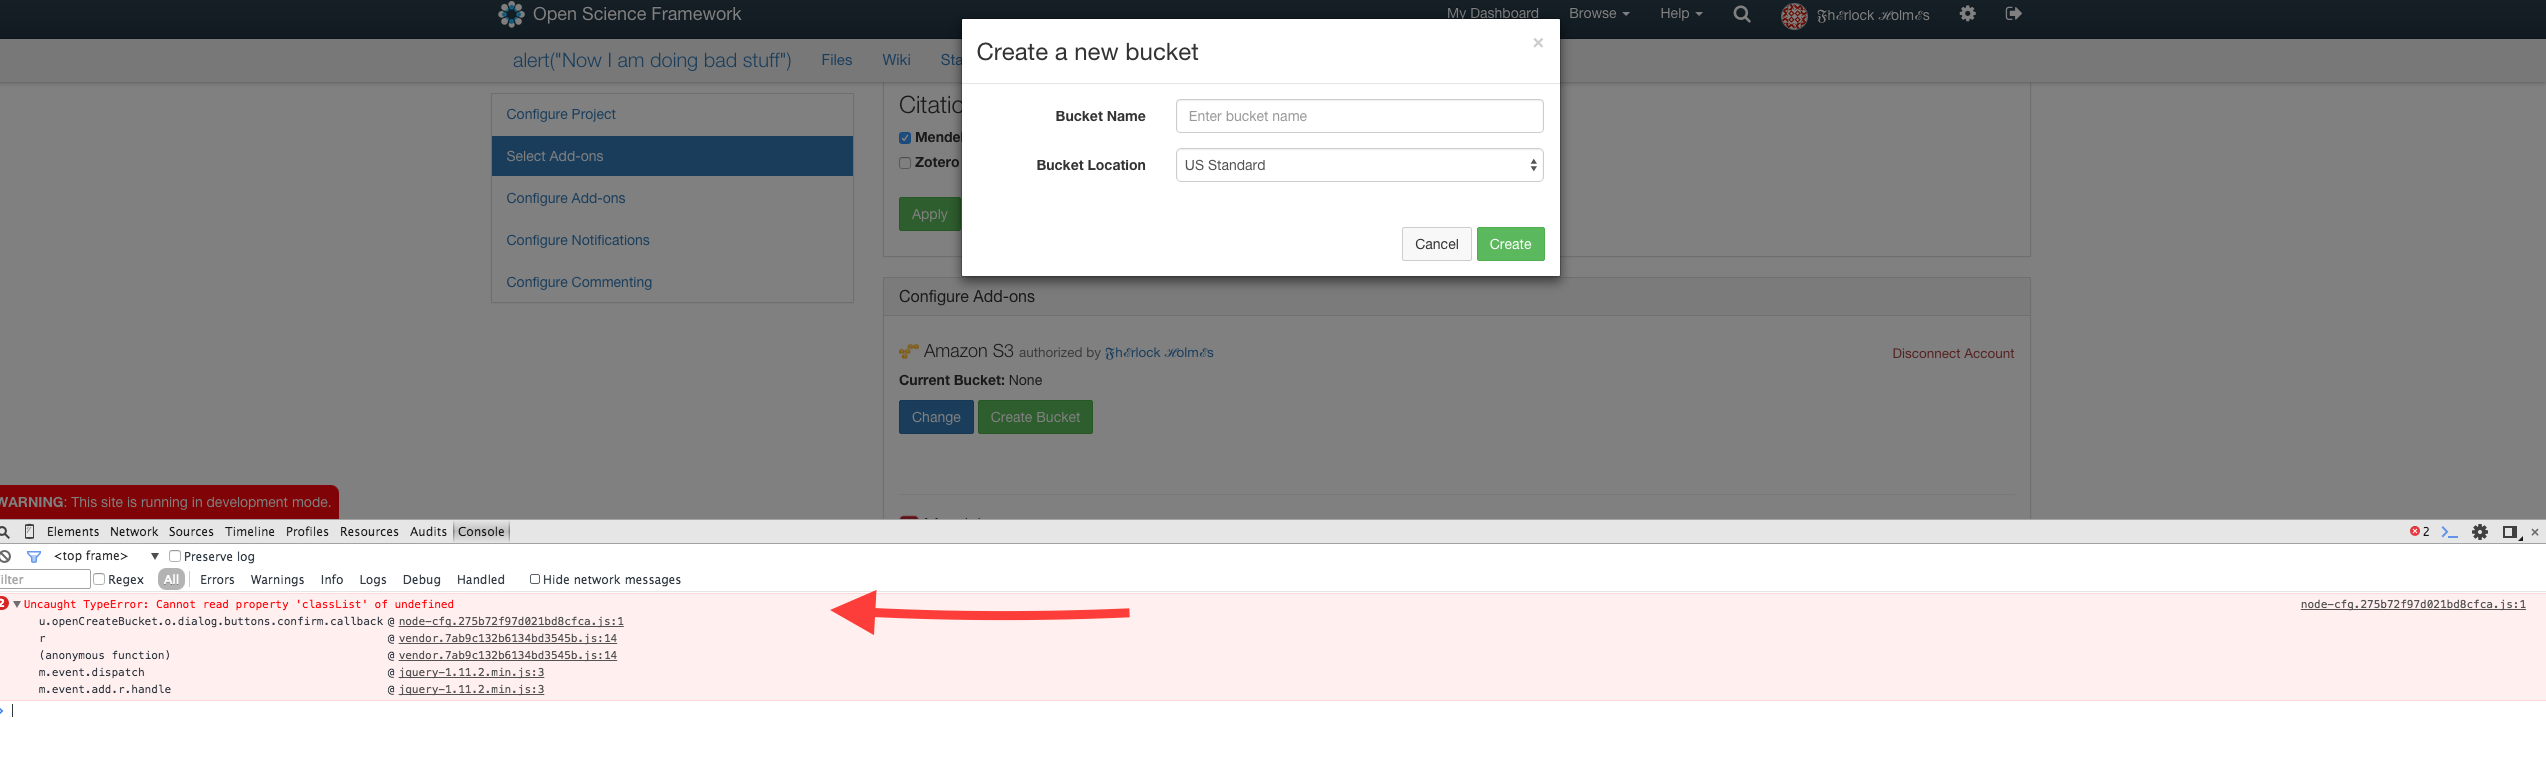 Open Science Framework
My Dashboard Browse Help 𝔉h𝜚rlock ℋolm𝜚s
alert("Now I am doing bad stuff") Files Wiki Sta
Create a new bucket ×
Bucket Name Enter bucket name
Bucket Location US Standard
Cancel Create
Configure Project
Select Add-ons
Configure Add-ons
Configure Notifications
Configure Commenting
Citatio
Mendel
Zotero
Apply
Configure Add-ons
Amazon S3 authorized by Disconnect Account
Current Bucket: None
Change Create Bucket
WARNING: This site is running in development mode.
Elements Network Sources Timeline Profiles Resources Audits Console 2 ×
<top frame> ▼ Preserve log
ilter Regex All Errors Warnings Info Logs Debug Handled Hide network messages
2 ▼Uncaught TypeError: Cannot read property 'classList' of undefined node-cfg.275b72f97d021bd8cfca.js:1
u.openCreateBucket.o.dialog.buttons.confirm.callback @ node-cfg.275b72f97d021bd8cfca.js:1
r @ vendor.7ab9c132b6134bd3545b.js:14
(anonymous function) @ vendor.7ab9c132b6134bd3545b.js:14
m.event.dispatch @ jquery-1.11.2.min.js:3
m.event.add.r.handle @ jquery-1.11.2.min.js:3